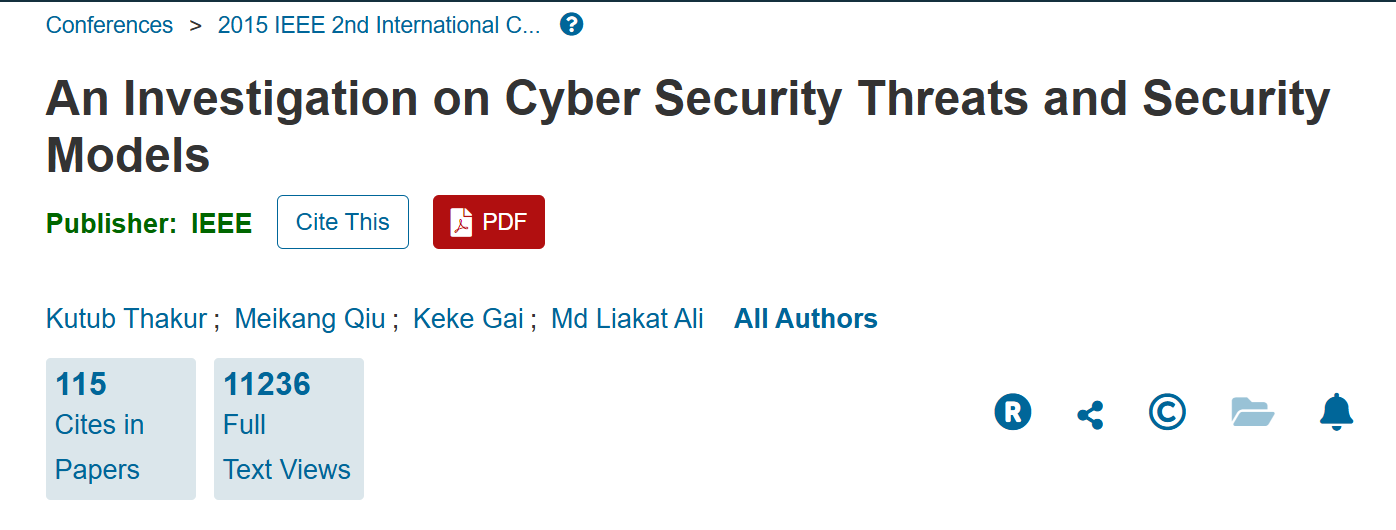 Conferences > 2015 IEEE 2nd International C... ?
An Investigation on Cyber Security Threats and Security
Models
Publisher: IEEE Cite This PDF
Kutub Thakur ; Meikang Qiu ; Keke Gai ; Md Liakat Ali All Authors
115
Cites in
Papers
11236
Full
Text Views
R ©